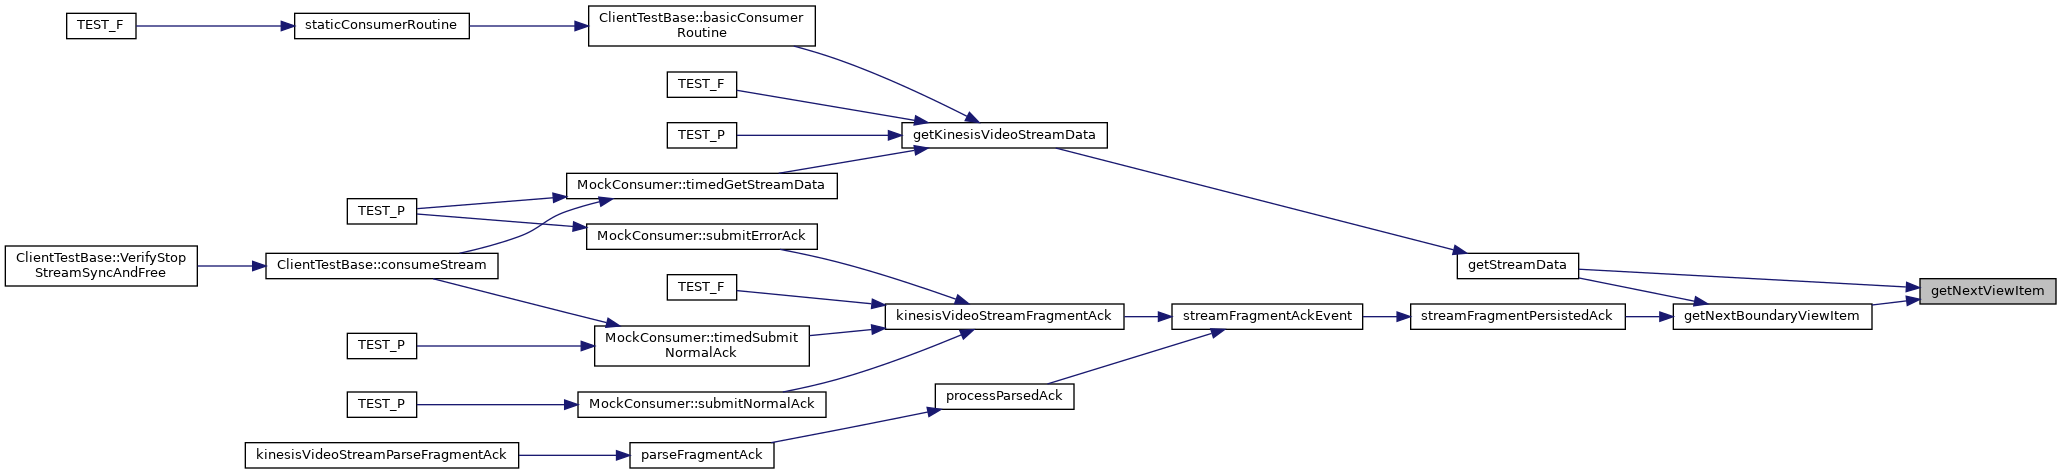 TEST_F
staticConsumerRoutine
ClientTestBase::basicConsumer
Routine
TEST_F
TEST_P
getKinesisVideoStreamData
MockConsumer::timedGetStreamData
TEST_P
MockConsumer::submitErrorAck
ClientTestBase::VerifyStop
StreamSyncAndFree
ClientTestBase::consumeStream
getStreamData
getNextViewItem
TEST_F
kinesisVideoStreamFragmentAck
streamFragmentAckEvent
streamFragmentPersistedAck
getNextBoundaryViewItem
TEST_P
MockConsumer::timedSubmit
NormalAck
TEST_P
MockConsumer::submitNormalAck
processParsedAck
kinesisVideoStreamParseFragmentAck
parseFragmentAck